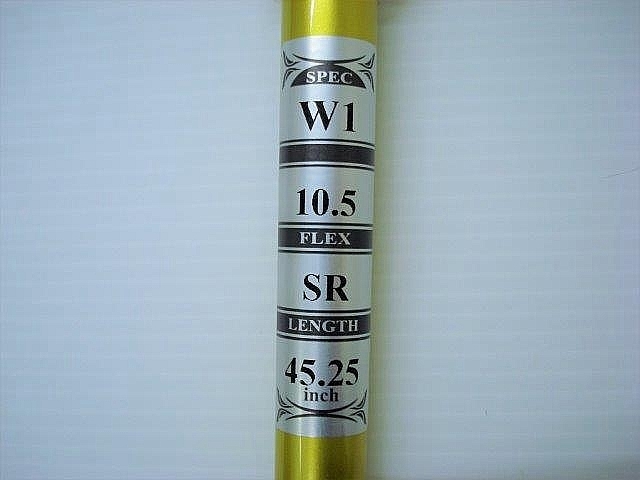 SPEC
W1
10.5
FLEX
SR
LENGTH
45.25
inch